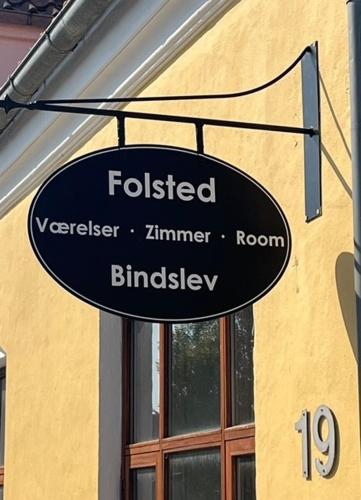 Folsted
Værelser · Zimmer · Room
Bindslev
19